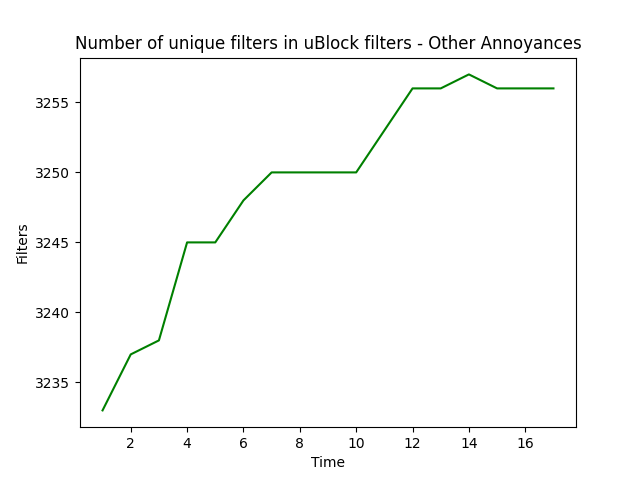 Number of unique filters in uBlock filters - Other Annoyances
3255
3250
3245
3240
3235
Filters
2 4 6 8 10 12 14 16
Time